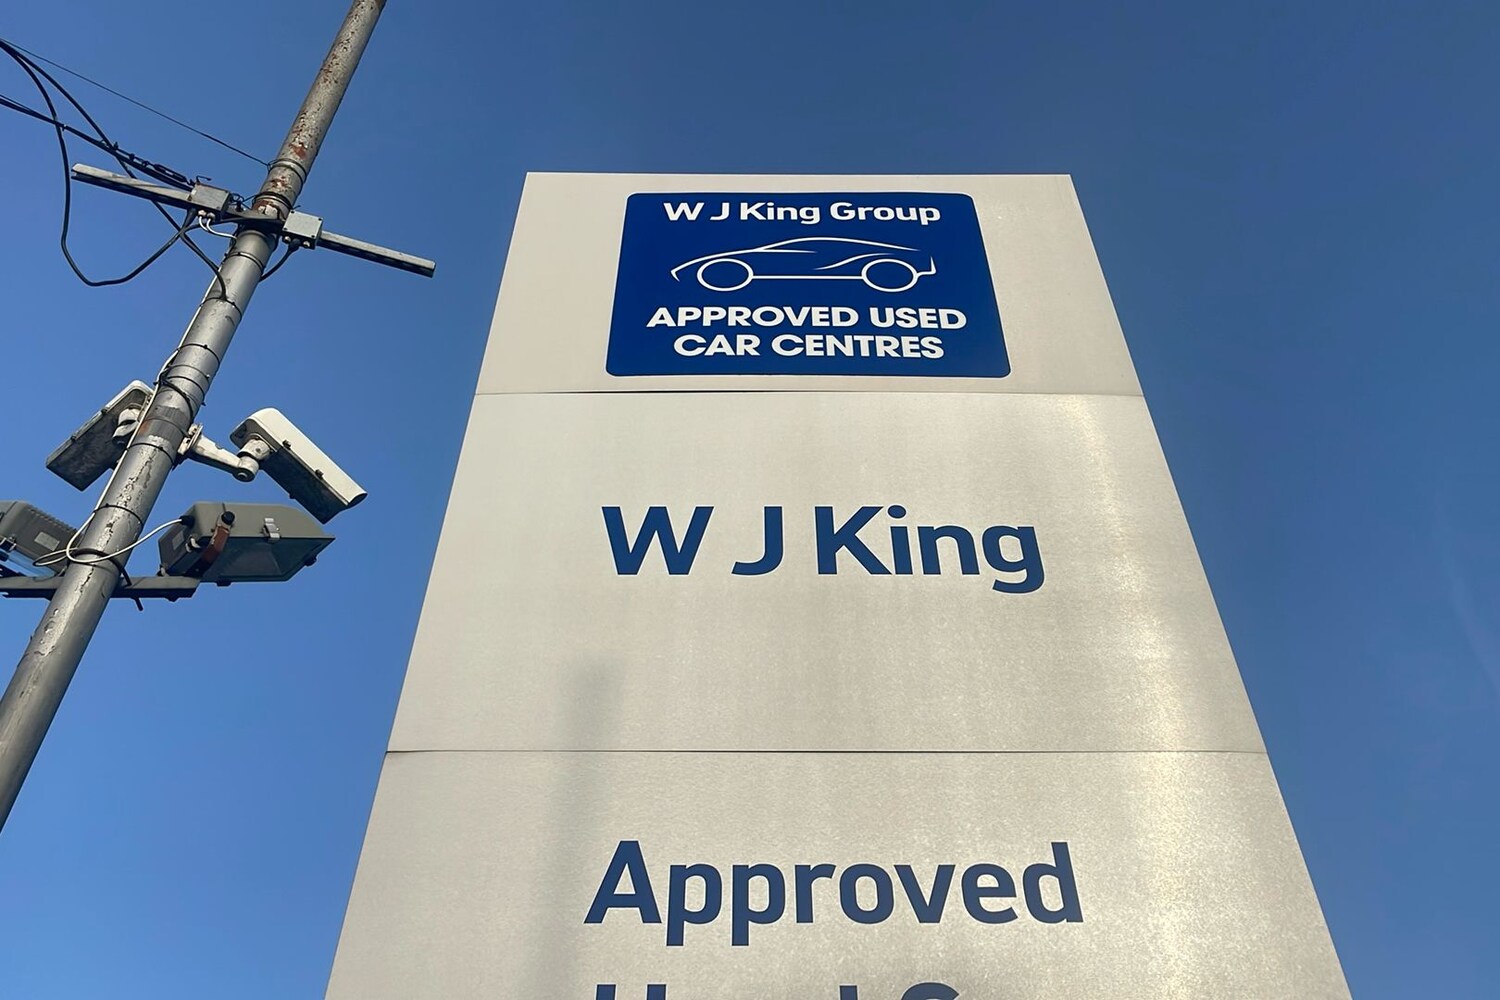 W J King Group
APPROVED USED
CAR CENTRES
W J King
Approved